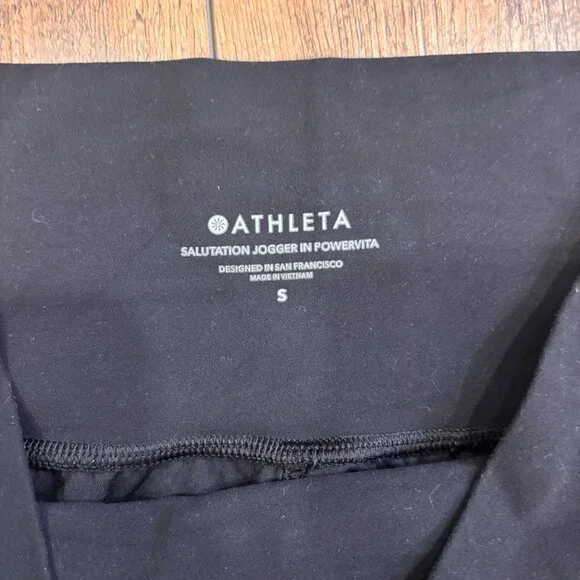 ATHLETA
SALUTATION JOGGER IN POWERVITA
DESIGNED IN SAN FRANCISCO
MADE IN VIETNAM
S